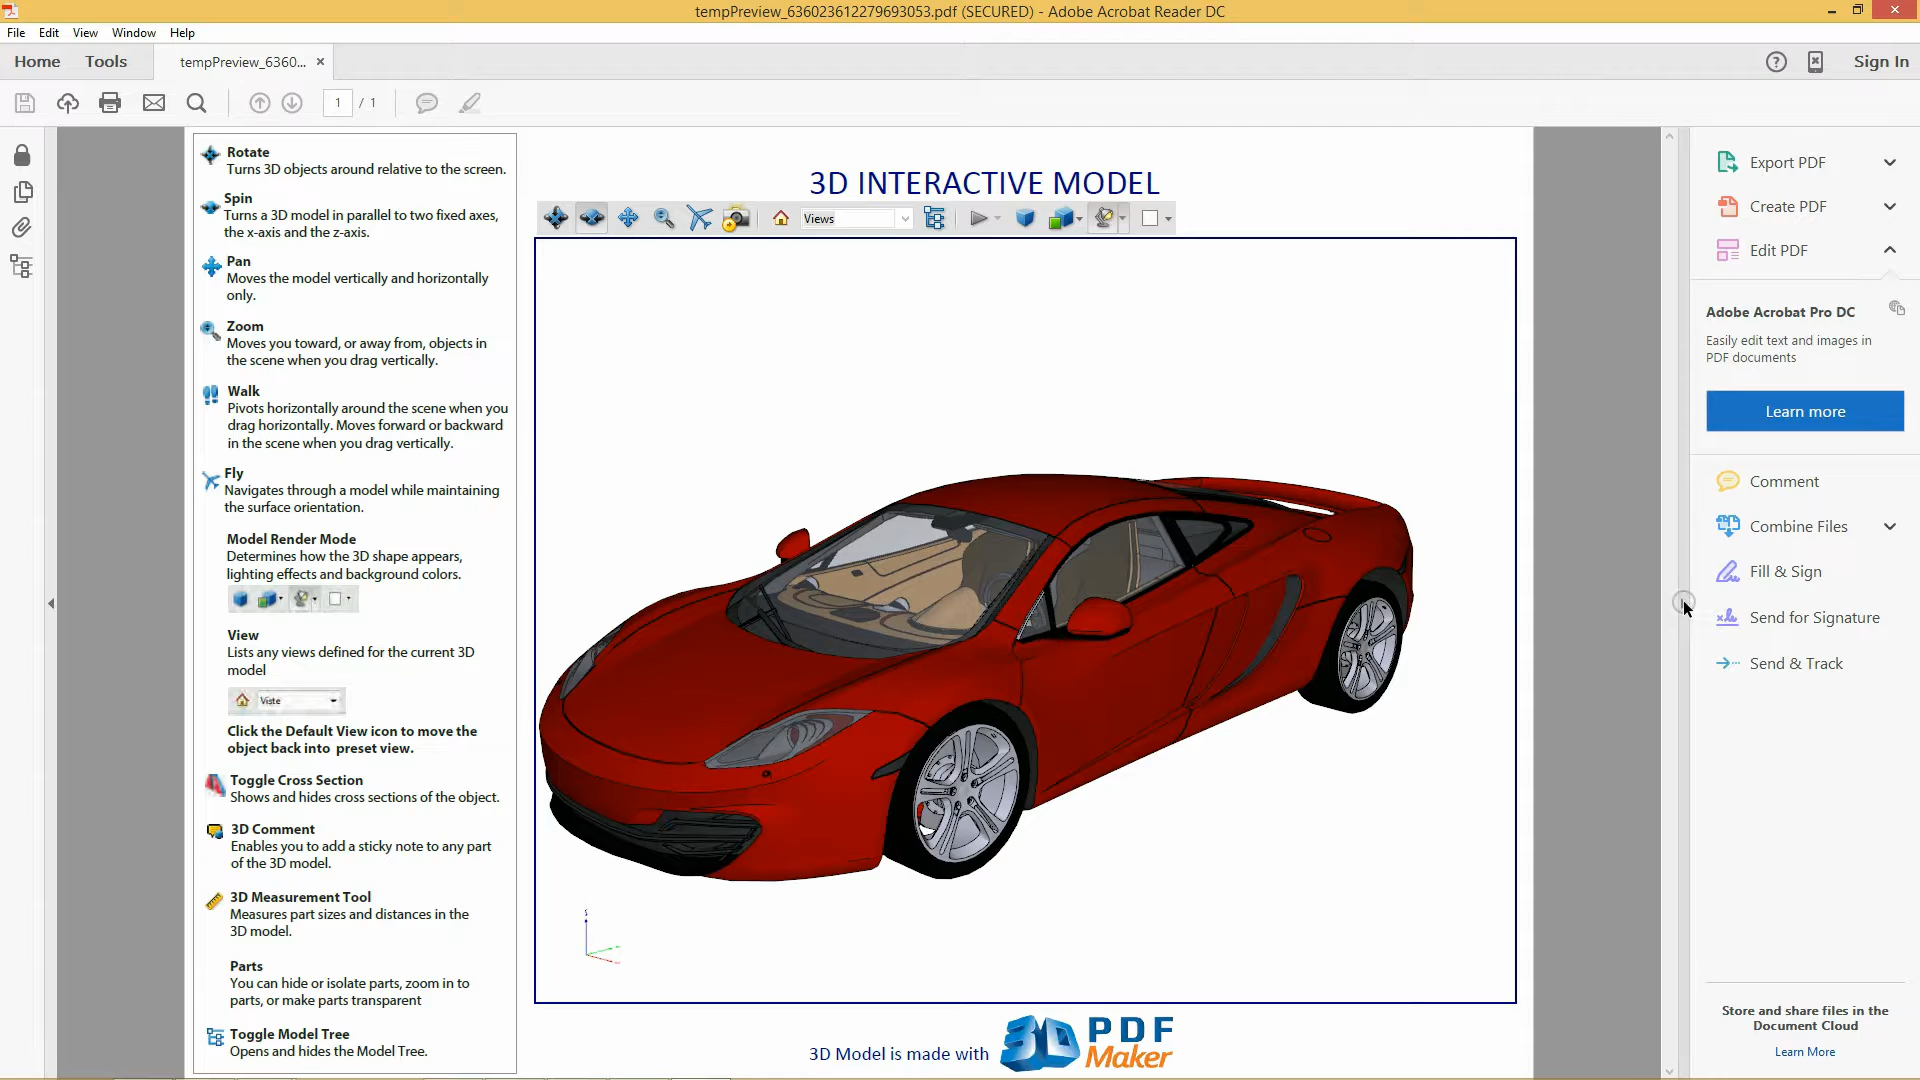 tempPreview_636023612279693053.pdf (SECURED) - Adobe Acrobat Reader DC
File Edit View Window Help
Home Tools tempPreview_6360... × Sign In
1 / 1
Rotate
Turns 3D objects around relative to the screen.
Spin
Turns a 3D model in parallel to two fixed axes,
the x-axis and the z-axis.
Pan
Moves the model vertically and horizontally
only.
Zoom
Moves you toward, or away from, objects in
the scene when you drag vertically.
Walk
Pivots horizontally around the scene when you
drag horizontally. Moves forward or backward
in the scene when you drag vertically.
Fly
Navigates through a model while maintaining
the surface orientation.
Model Render Mode
Determines how the 3D shape appears,
lighting effects and background colors.
View
Lists any views defined for the current 3D
model
Viste
Click the Default View icon to move the
object back into preset view.
Toggle Cross Section
Shows and hides cross sections of the object.
3D Comment
Enables you to add a sticky note to any part
of the 3D model.
3D Measurement Tool
Measures part sizes and distances in the
3D model.
Parts
You can hide or isolate parts, zoom in to
parts, or make parts transparent
Toggle Model Tree
Opens and hides the Model Tree.
3D INTERACTIVE MODEL
Views
3D Model is made with
3D PDF
Maker
Export PDF
Create PDF
Edit PDF
Adobe Acrobat Pro DC
Easily edit text and images in
PDF documents
Learn more
Comment
Combine Files
Fill & Sign
Send for Signature
Send & Track
Store and share files in the
Document Cloud
Learn More